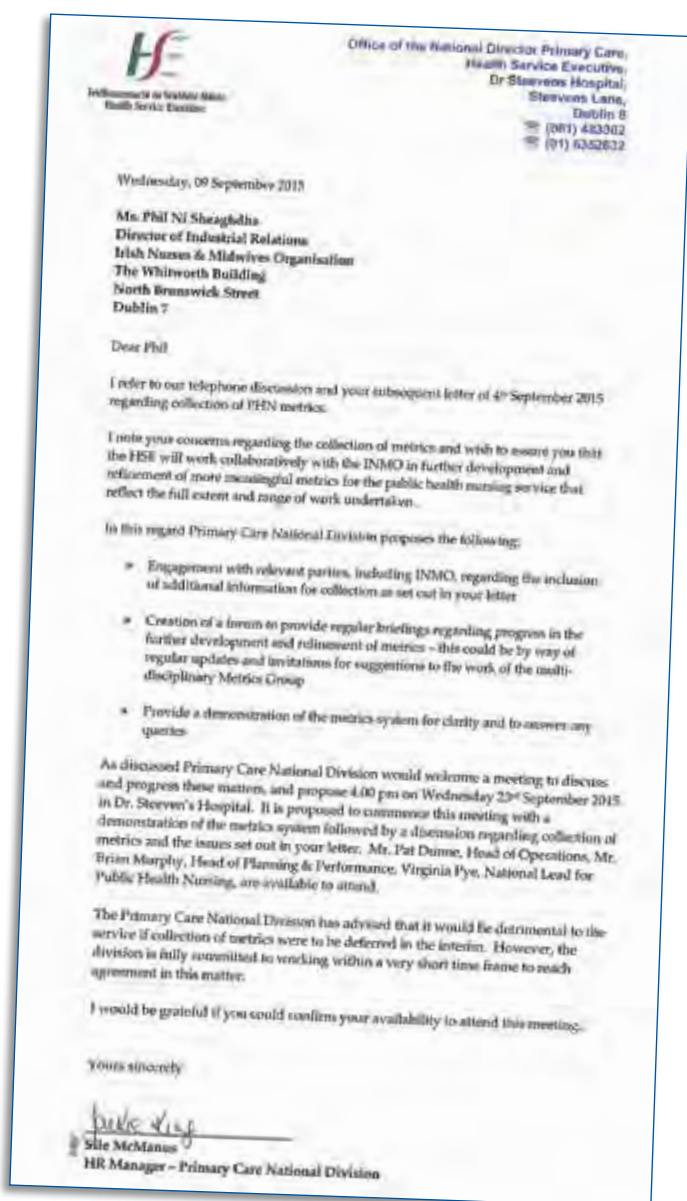 Office of the National Director Primary Care,
Health Service Executive,
Dr Steevens Hospital,
Steevens Lane,
Dublin 8
(061) 483302
(01) 6352632
HE
Feidhmeannacht na Seirbhíse Sláinte
Health Service Executive
Wednesday, 09 September 2015
Ms. Phil Ni Sheaghdha
Director of Industrial Relations
Irish Nurses & Midwives Organisation
The Whitworth Building
North Brunswick Street
Dublin 7
Dear Phil
I refer to our telephone discussion and your subsequent letter of 4th September 2015
regarding collection of PHN metrics.
I note your concerns regarding the collection of metrics and wish to assure you that
the HSE will work collaboratively with the INMO in further development and
refinement of more meaningful metrics for the public health nursing service that
reflect the full extent and range of work undertaken.
In this regard Primary Care National Division proposes the following:
» Engagement with relevant parties, including INMO, regarding the inclusion
of additional information for collection as set out in your letter
» Creation of a forum to provide regular briefings regarding progress in the
further development and refinement of metrics – this could be by way of
regular updates and invitations for suggestions to the work of the multi-
disciplinary Metrics Group
» Provide a demonstration of the metrics system for clarity and to answer any
queries
As discussed Primary Care National Division would welcome a meeting to discuss
and progress these matters, and propose 4.00 pm on Wednesday 23rd September 2015
in Dr. Steeven's Hospital. It is proposed to commence this meeting with a
demonstration of the metrics system followed by a discussion regarding collection of
metrics and the issues set out in your letter. Mr. Pat Dunne, Head of Operations, Mr.
Brian Murphy, Head of Planning & Performance, Virginia Pye, National Lead for
Public Health Nursing, are available to attend.
The Primary Care National Division has advised that it would be detrimental to the
service if collection of metrics were to be deferred in the interim. However, the
division is fully committed to working within a very short time frame to reach
agreement in this matter.
I would be grateful if you could confirm your availability to attend this meeting.
Yours sincerely
Síle McManus
HR Manager – Primary Care National Division